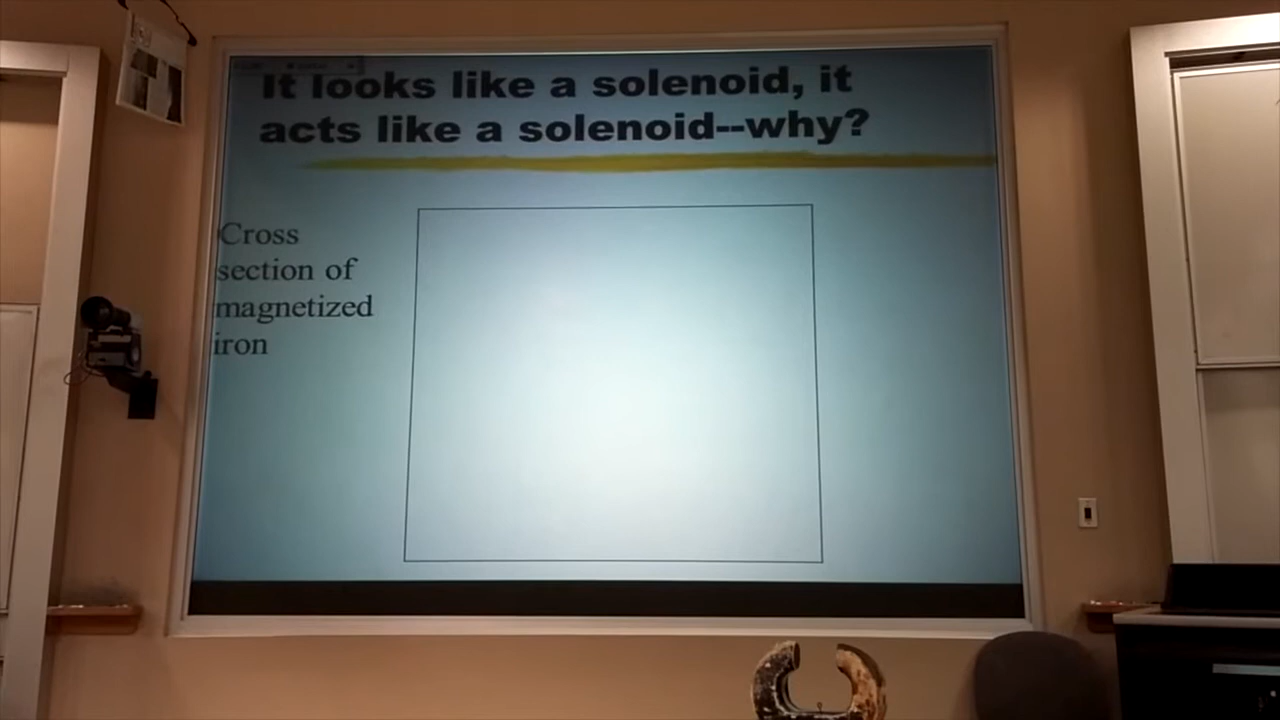 It looks like a solenoid, it
acts like a solenoid--why?
Cross
section of
magnetized
iron